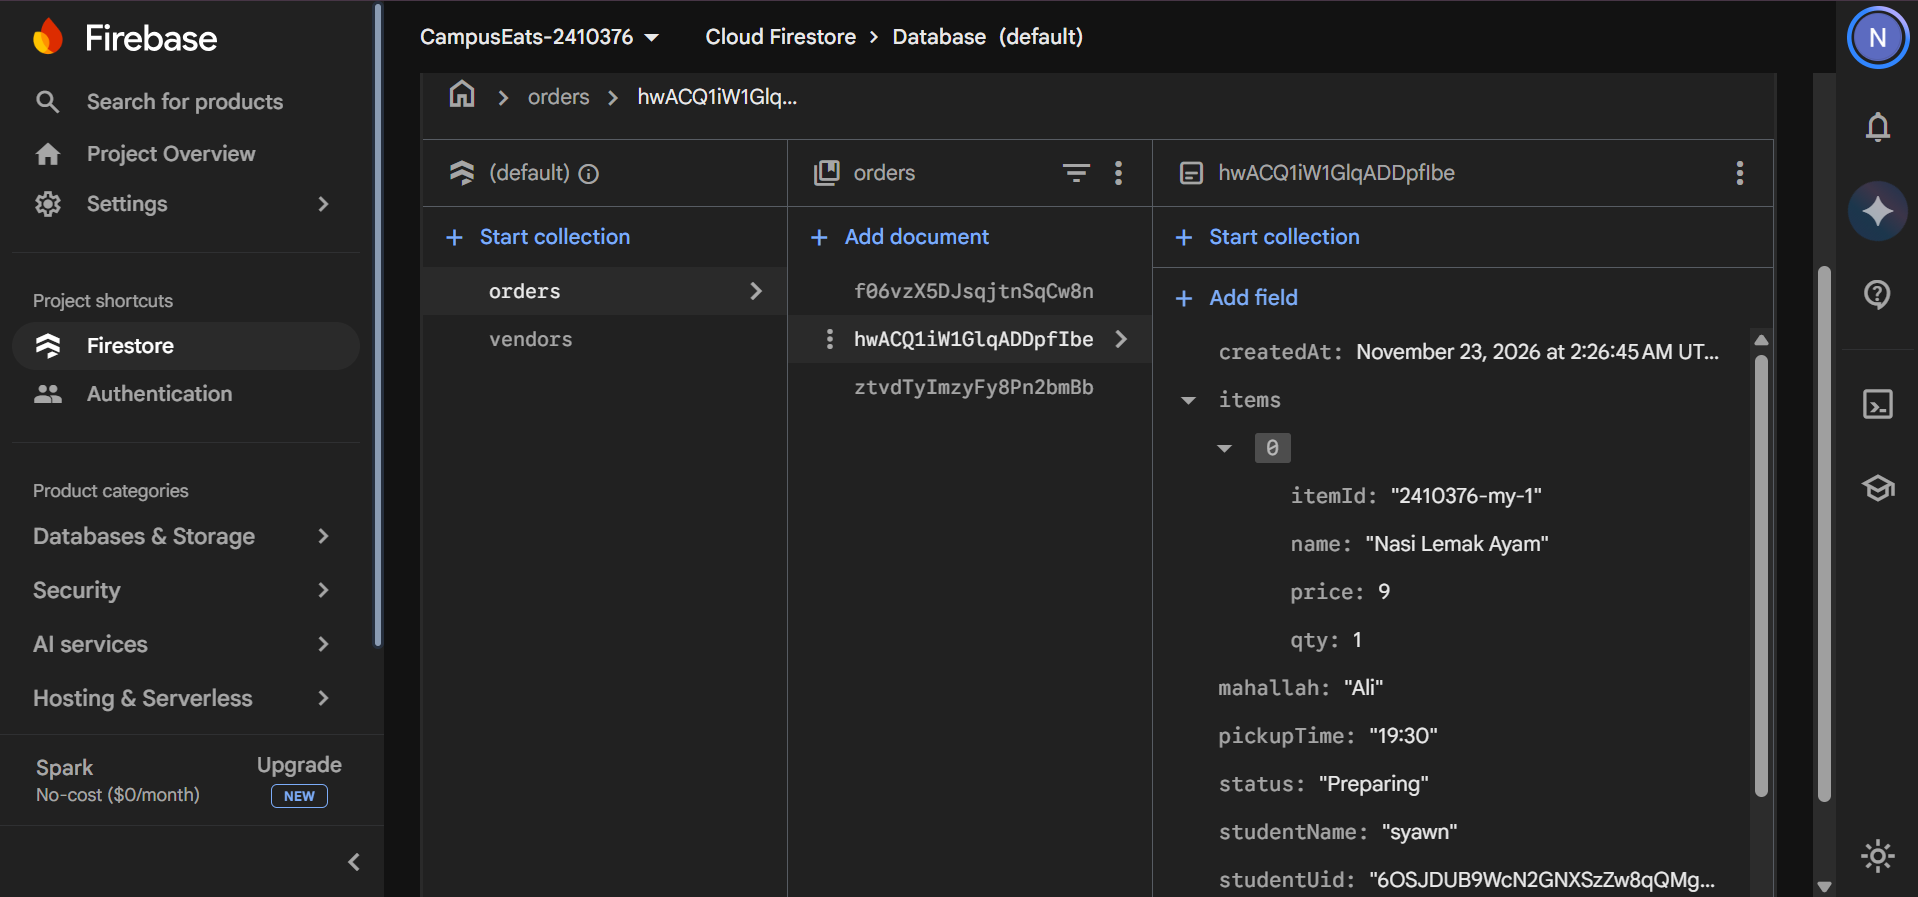 Firebase
Search for products
Project Overview
Settings
Project shortcuts
Firestore
Authentication
Product categories
Databases & Storage
Security
AI services
Hosting & Serverless
Spark
No-cost ($0/month)
Upgrade
NEW
CampusEats-2410376
Cloud Firestore > Database (default)
orders > hwACQ1iW1Glq...
(default)
Start collection
orders
vendors
orders
Add document
f06vzX5DJsqjtnSqCw8n
hwACQ1iW1GlqADDpfIbe
ztvdTyImzyFy8Pn2bmBb
hwACQ1iW1GlqADDpfIbe
Start collection
Add field
createdAt: November 23, 2026 at 2:26:45 AM UT...
items
0
itemId: "2410376-my-1"
name: "Nasi Lemak Ayam"
price: 9
qty: 1
mahallah: "Ali"
pickupTime: "19:30"
status: "Preparing"
studentName: "syawn"
studentUid: "6OSJDUB9WcN2GNXSzZw8qQMg...
N